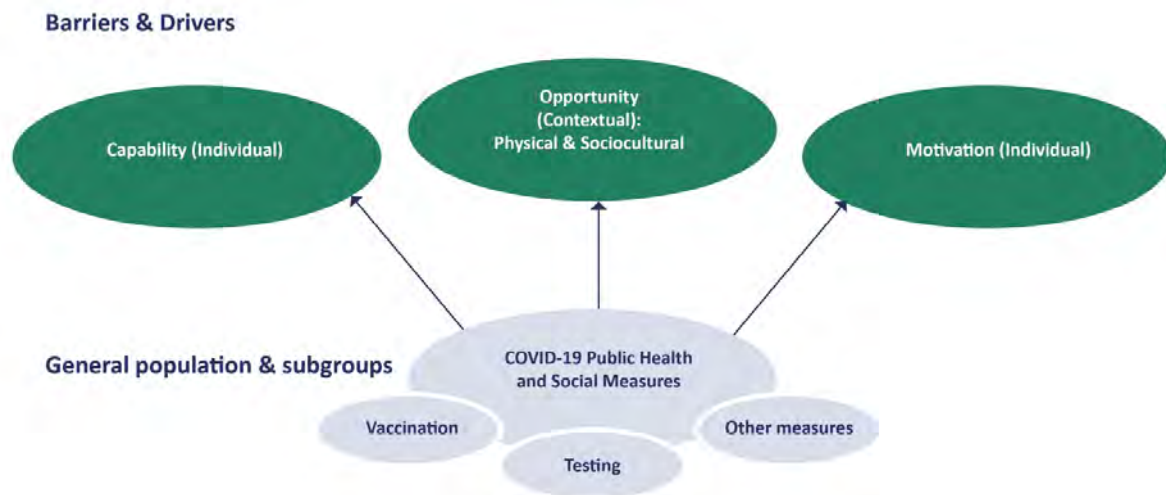 Barriers & Drivers
Capability (Individual)
Opportunity
(Contextual):
Physical & Sociocultural
Motivation (Individual)
General population & subgroups
COVID-19 Public Health
and Social Measures
Vaccination
Testing
Other measures